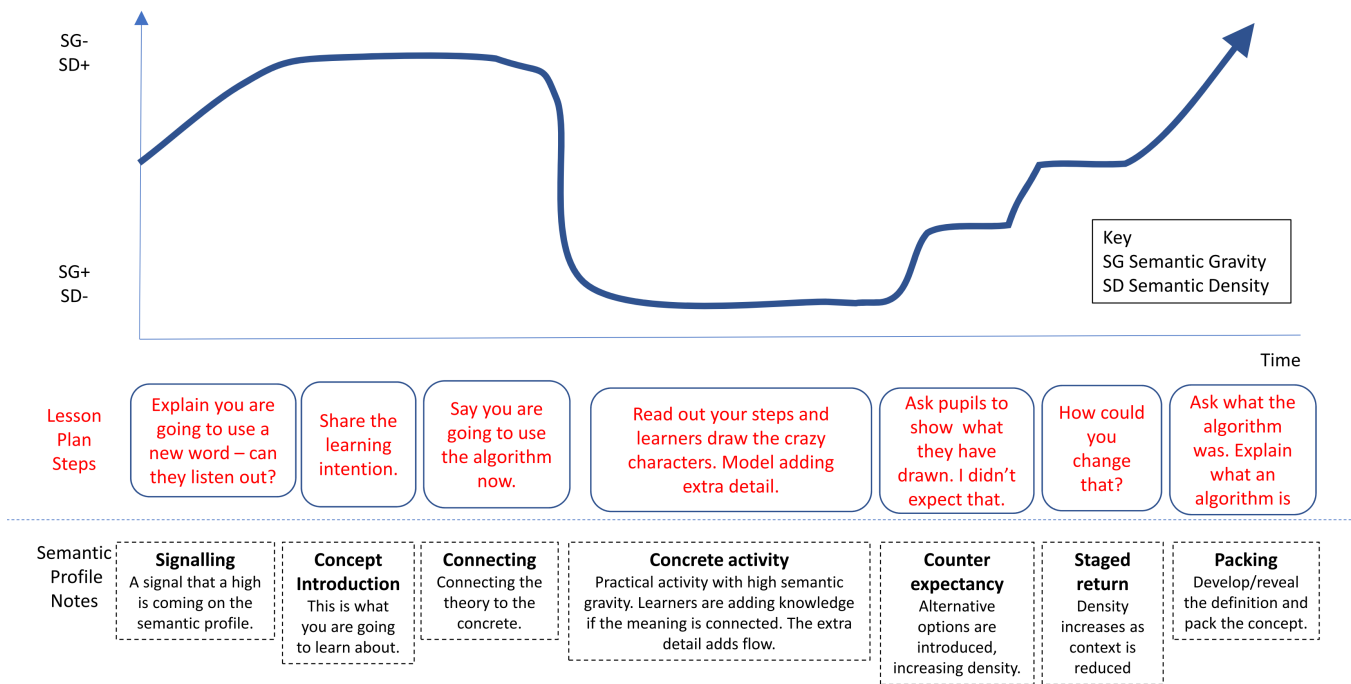 SG-
SD+
SG+
SD-
Key
SG Semantic Gravity
SD Semantic Density
Time
Lesson
Plan
Steps
Explain you are
going to use a
new word – can
they listen out?
Share the
learning
intention.
Say you are
going to use
the algorithm
now.
Read out your steps and
learners draw the crazy
characters. Model adding
extra detail.
Ask pupils to
show what
they have
drawn. I didn’t
expect that.
How could
you
change
that?
Ask what the
algorithm
was. Explain
what an
algorithm is
Semantic
Profile
Notes
Signalling
A signal that a high
is coming on the
semantic profile.
Concept
Introduction
This is what
you are going
to learn about.
Connecting
Connecting the
theory to the
concrete.
Concrete activity
Practical activity with high semantic
gravity. Learners are adding knowledge
if the meaning is connected. The extra
detail adds flow.
Counter
expectancy
Alternative
options are
introduced,
increasing density.
Staged
return
Density
increases as
context is
reduced
Packing
Develop/reveal
the definition and
pack the concept.